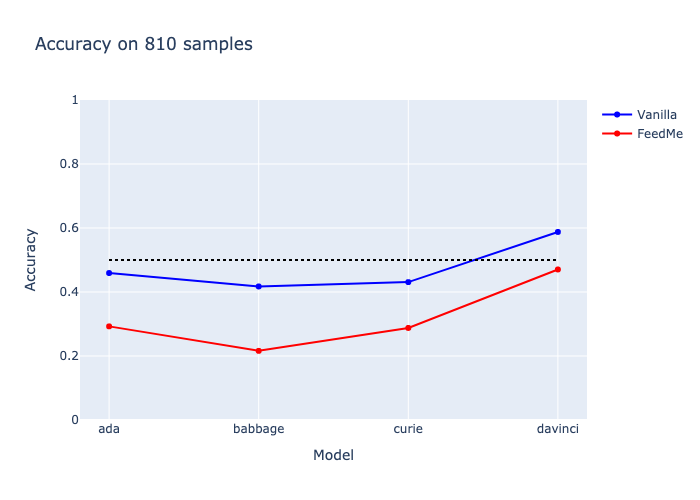 Accuracy on 810 samples
1
0.8
0.6
0.4
0.2
0
Accuracy
ada
babbage
curie
davinci
Model
Vanilla
FeedMe